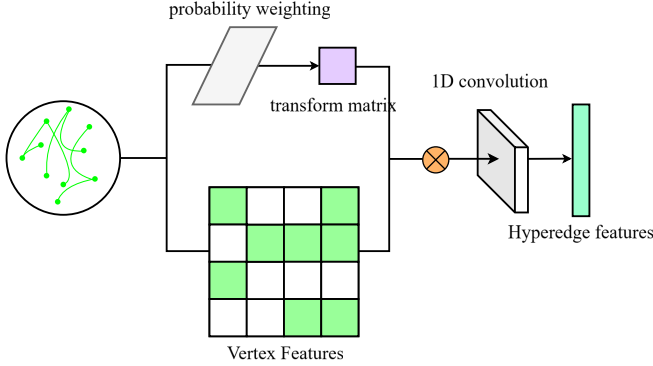 probability weighting
transform matrix
1D convolution
Hyperedge features
Vertex Features